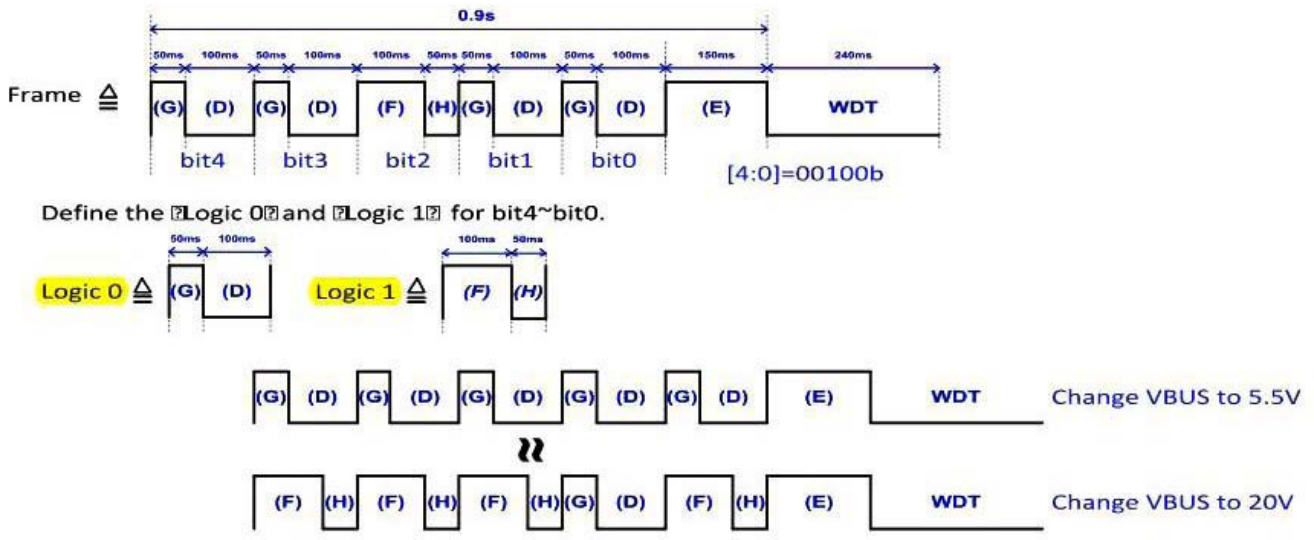 0.9s
50ms 100ms 50ms 100ms 100ms 50ms 50ms 100ms 50ms 100ms 150ms 240ms
Frame ≜ (G) (D) (G) (D) (F) (H) (G) (D) (G) (D) (E) WDT
bit4 bit3 bit2 bit1 bit0
[4:0]=00100b
Define the �Logic 0� and �Logic 1� for bit4~bit0.
50ms 100ms 100ms 50ms
Logic 0 ≜ (G) (D) Logic 1 ≜ (F) (H)
(G) (D) (G) (D) (G) (D) (G) (D) (G) (D) (E) WDT Change VBUS to 5.5V
(F) (H) (F) (H) (F) (H) (G) (D) (F) (H) (E) WDT Change VBUS to 20V